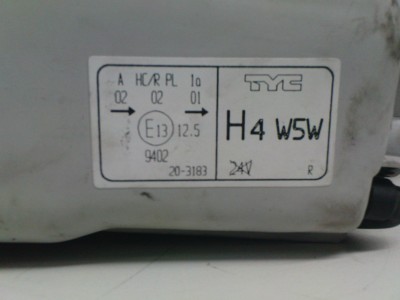 A HC/R PL 1a
02 02 01
E13 12.5
9402
20-3183
TYC
H4 W5W
24V R